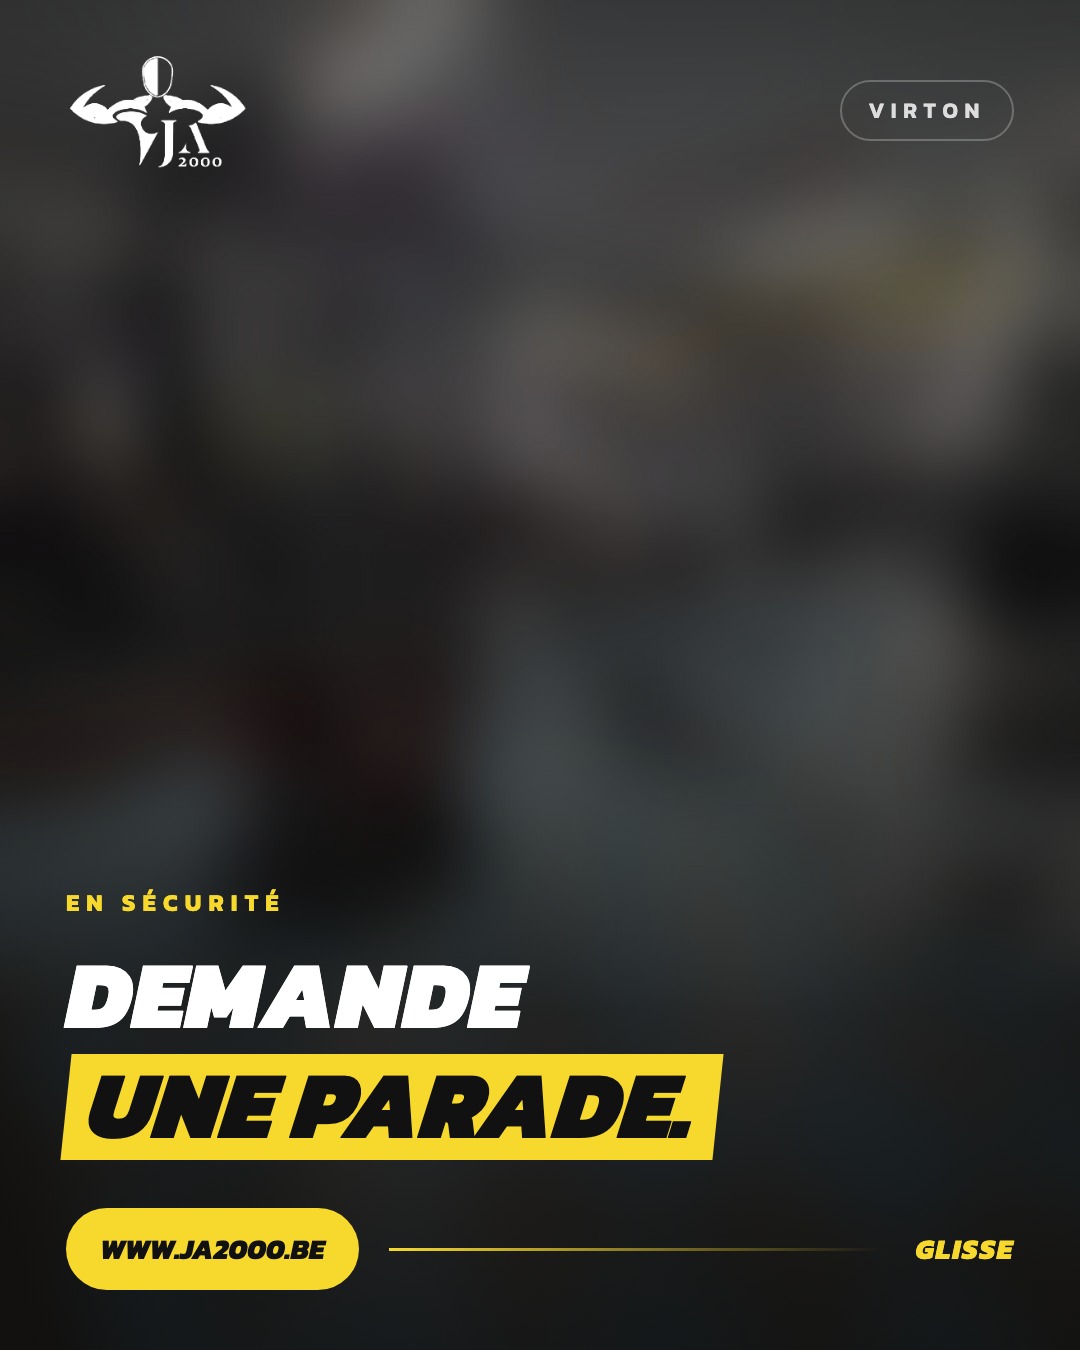 JA
2000
VIRTON
EN SÉCURITÉ
DEMANDE
UNE PARADE.
WWW.JA2000.BE
GLISSE